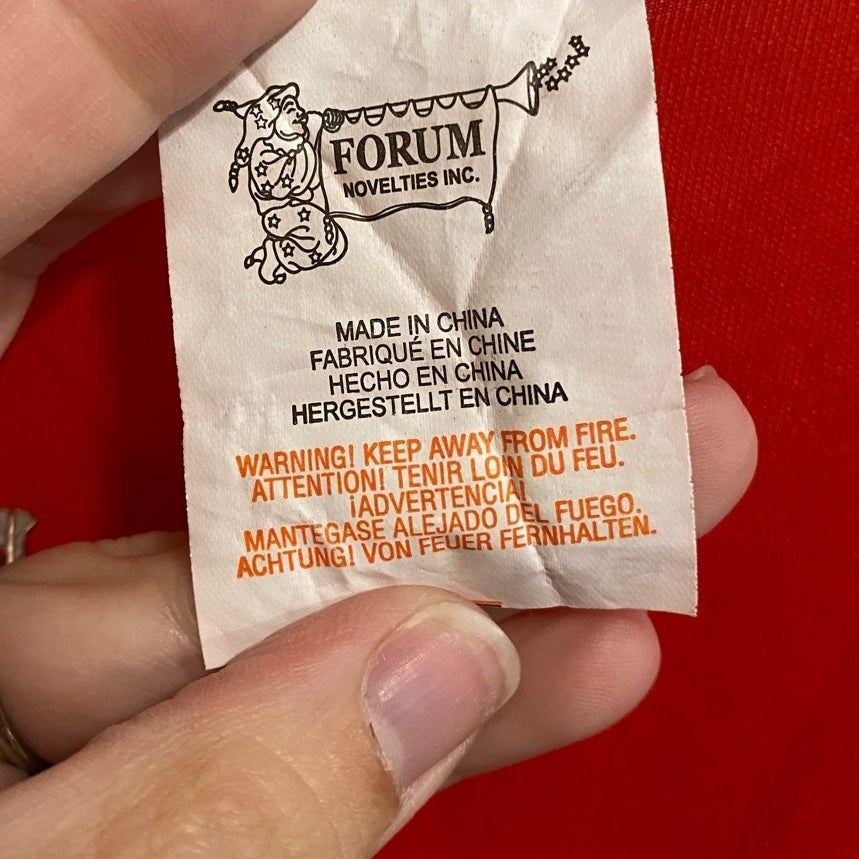 FORUM
NOVELTIES INC.
MADE IN CHINA
FABRIQUÉ EN CHINE
HECHO EN CHINA
HERGESTELLT EN CHINA
WARNING! KEEP AWAY FROM FIRE.
ATTENTION! TENIR LOIN DU FEU.
¡ADVERTENCIA!
MANTEGASE ALEJADO DEL FUEGO.
ACHTUNG! VON FEUER FERNHALTEN.